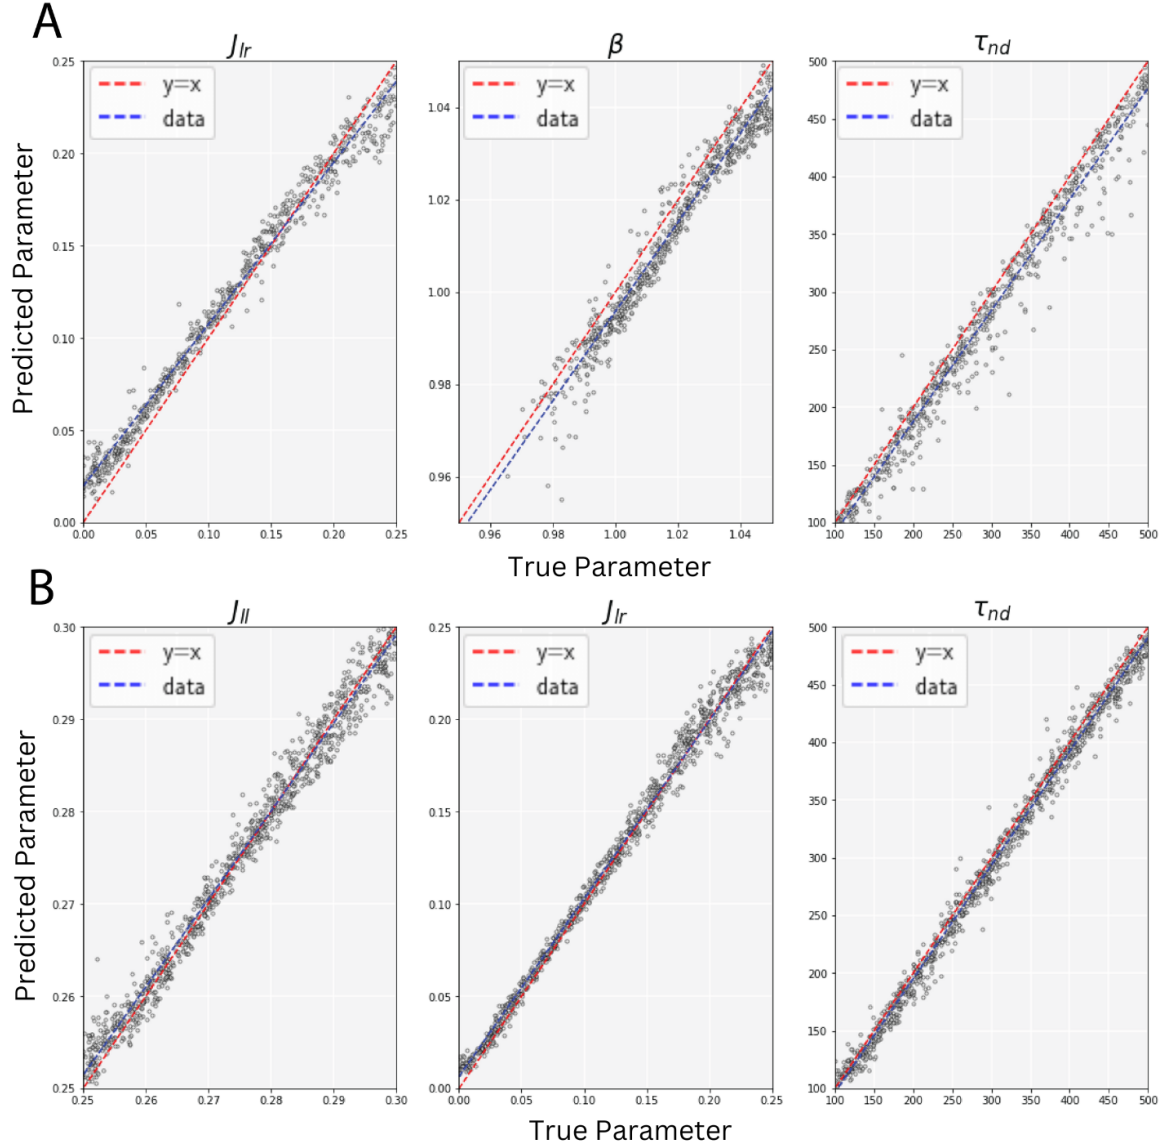 A
J_lr β τ_nd
Predicted Parameter
0.25 0.20 0.15 0.10 0.05 0.00
y=x
data
0.00 0.05 0.10 0.15 0.20 0.25
1.04 1.02 1.00 0.98 0.96
y=x
data
0.96 0.98 1.00 1.02 1.04
500 450 400 350 300 250 200 150 100
y=x
data
100 150 200 250 300 350 400 450 500
True Parameter
B
J_ll J_lr τ_nd
Predicted Parameter
0.30 0.29 0.28 0.27 0.26 0.25
y=x
data
0.25 0.26 0.27 0.28 0.29 0.30
0.25 0.20 0.15 0.10 0.05 0.00
y=x
data
0.00 0.05 0.10 0.15 0.20 0.25
500 450 400 350 300 250 200 150 100
y=x
data
100 150 200 250 300 350 400 450 500
True Parameter